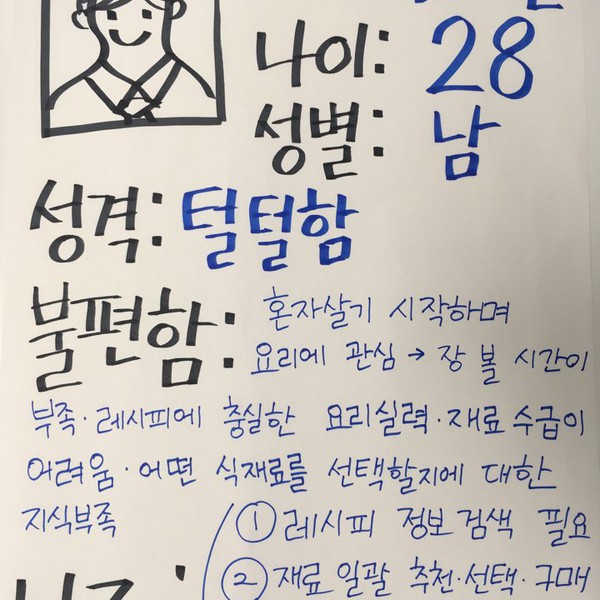 나이: 28
성별: 남
성격: 털털함
불편함: 혼자살기 시작하며
요리에 관심 → 장 볼 시간이
부족·레시피에 충실한 요리실력·재료수급이
어려움·어떤 식재료를 선택할지에 대한
지식부족
① 레시피 정보검색 필요
② 재료 일괄 추천·선택·구매